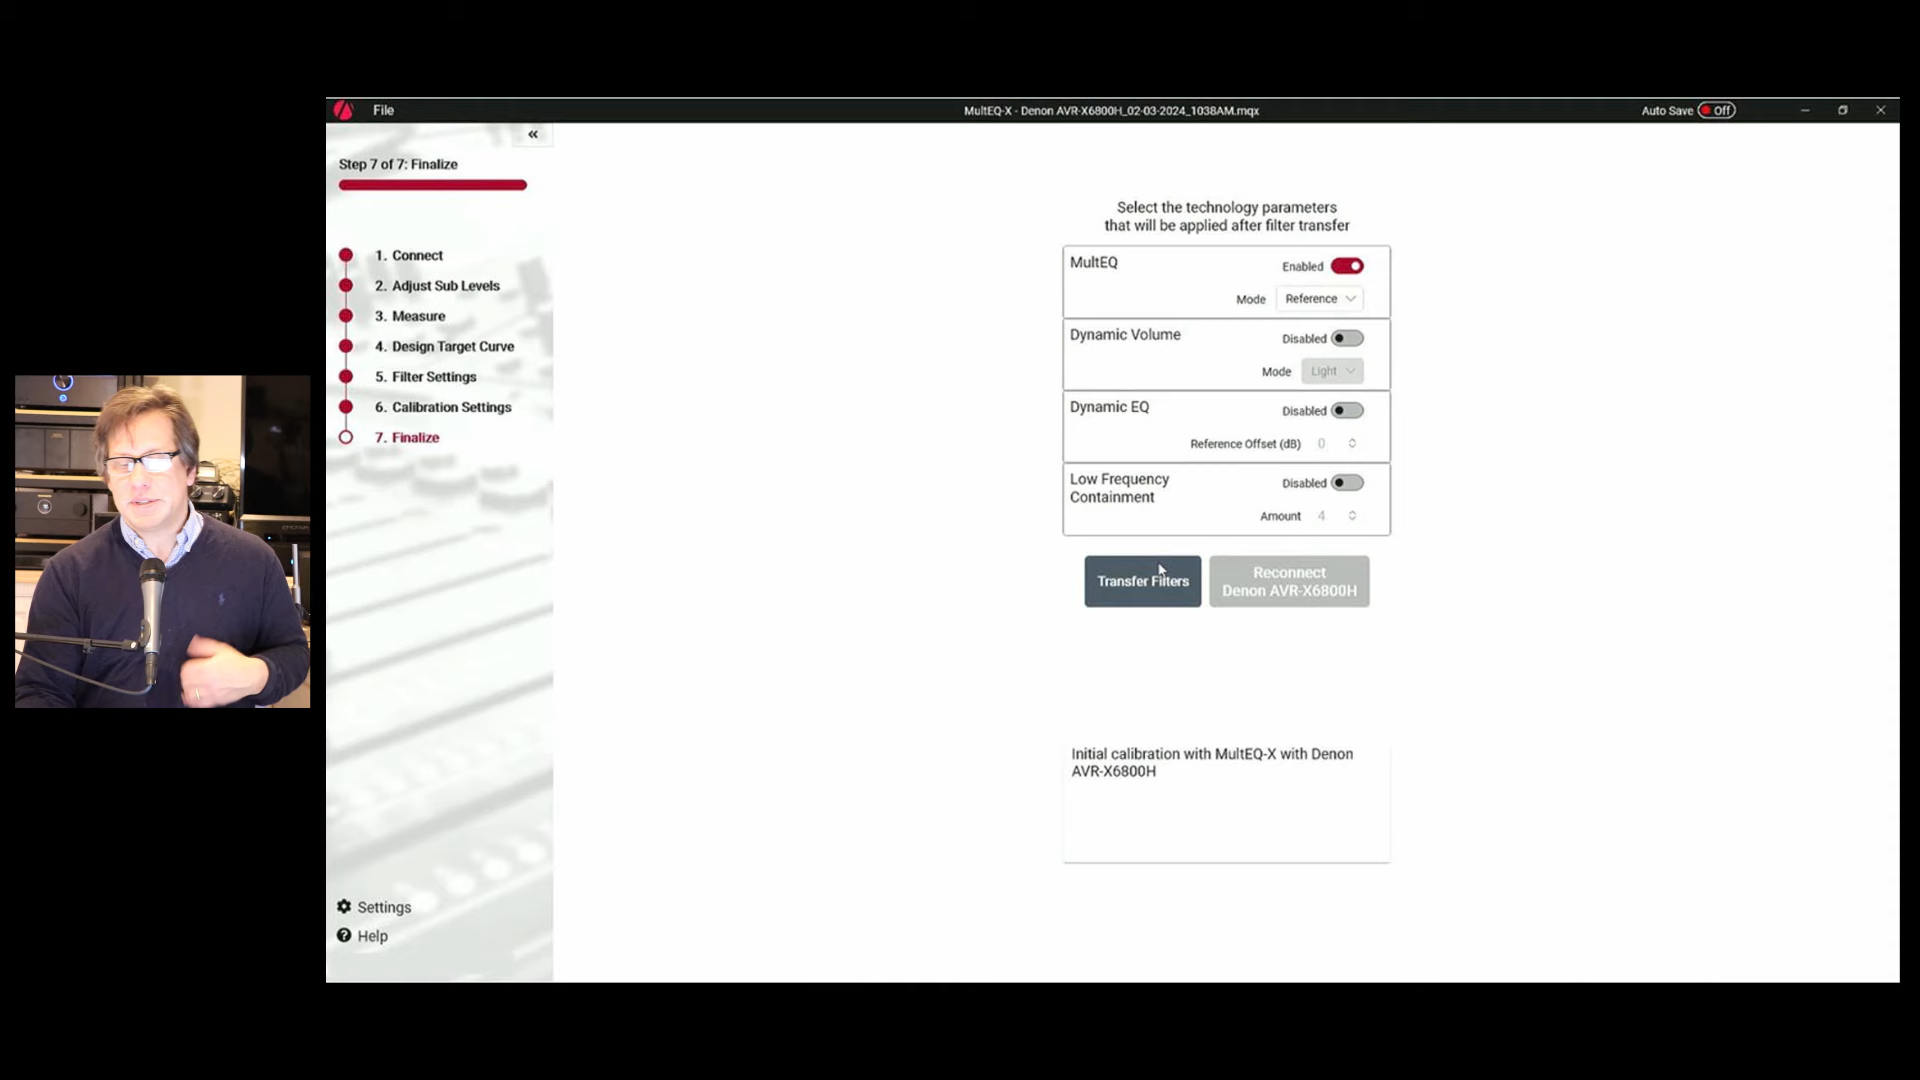 File
MultEQ-X - Denon AVR-X6800H_02-03-2024_1038AM.mqx
Auto Save Off
«
Step 7 of 7: Finalize
1. Connect
2. Adjust Sub Levels
3. Measure
4. Design Target Curve
5. Filter Settings
6. Calibration Settings
7. Finalize
Settings
Help
Select the technology parameters
that will be applied after filter transfer
MultEQ
Enabled
Mode Reference
Dynamic Volume
Disabled
Mode Light
Dynamic EQ
Disabled
Reference Offset (dB) 0
Low Frequency
Containment
Disabled
Amount 4
Transfer Filters
Reconnect
Denon AVR-X6800H
Initial calibration with MultEQ-X with Denon
AVR-X6800H